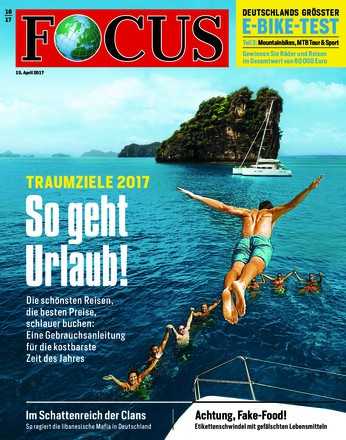 16
17
FOCUS
15. April 2017
DEUTSCHLANDS GRÖSSTER
E-BIKE-TEST
Teil 3: Mountainbikes, MTB Tour & Sport
Gewinnen Sie Räder und Reisen
im Gesamtwert von 60 000 Euro
TRAUMZIELE 2017
So geht
Urlaub!
Die schönsten Reisen,
die besten Preise,
schlauer buchen:
Eine Gebrauchsanleitung
für die kostbarste
Zeit des Jahres
Im Schattenreich der Clans
So regiert die libanesische Mafia in Deutschland
Achtung, Fake-Food!
Etikettenschwindel mit gefälschten Lebensmitteln